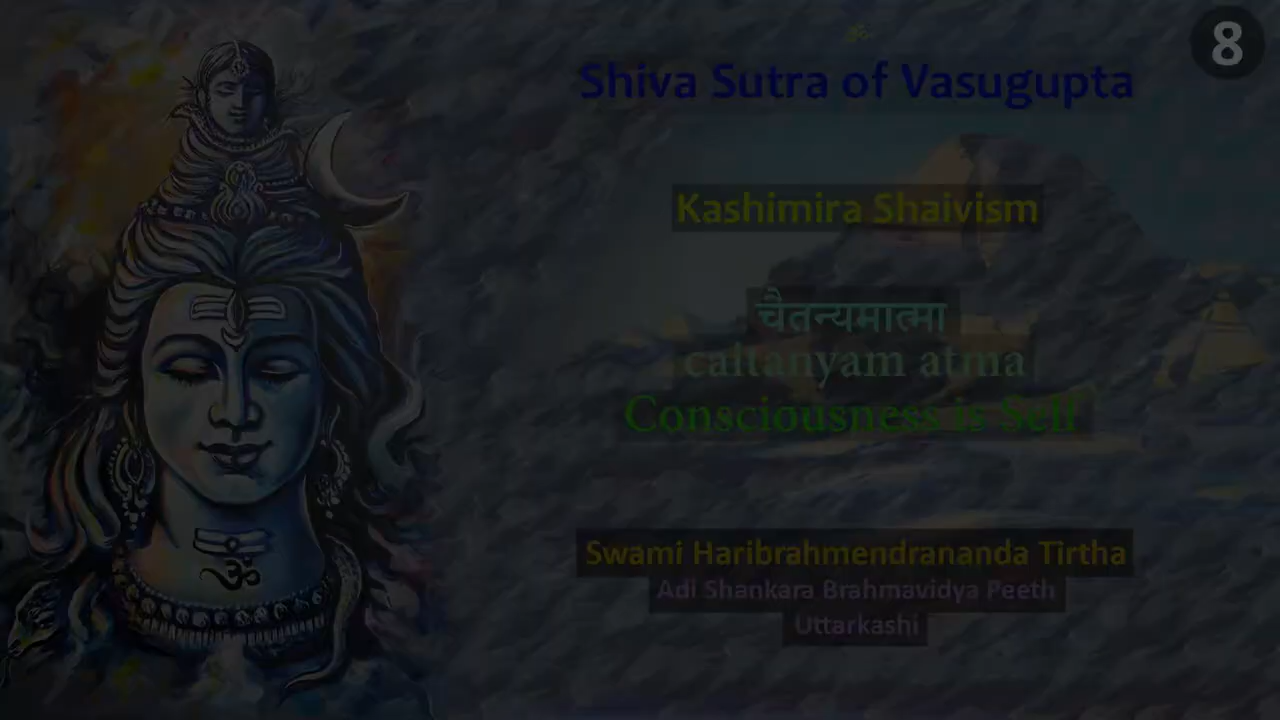 8
ॐ
Shiva Sutra of Vasugupta
Kashimira Shaivism
चैतन्यमात्मा
caltanyam atma
Consciousness is Self
Swami Haribrahmendrananda Tirtha
Adi Shankara Brahmavidya Peeth
Uttarkashi
ॐ